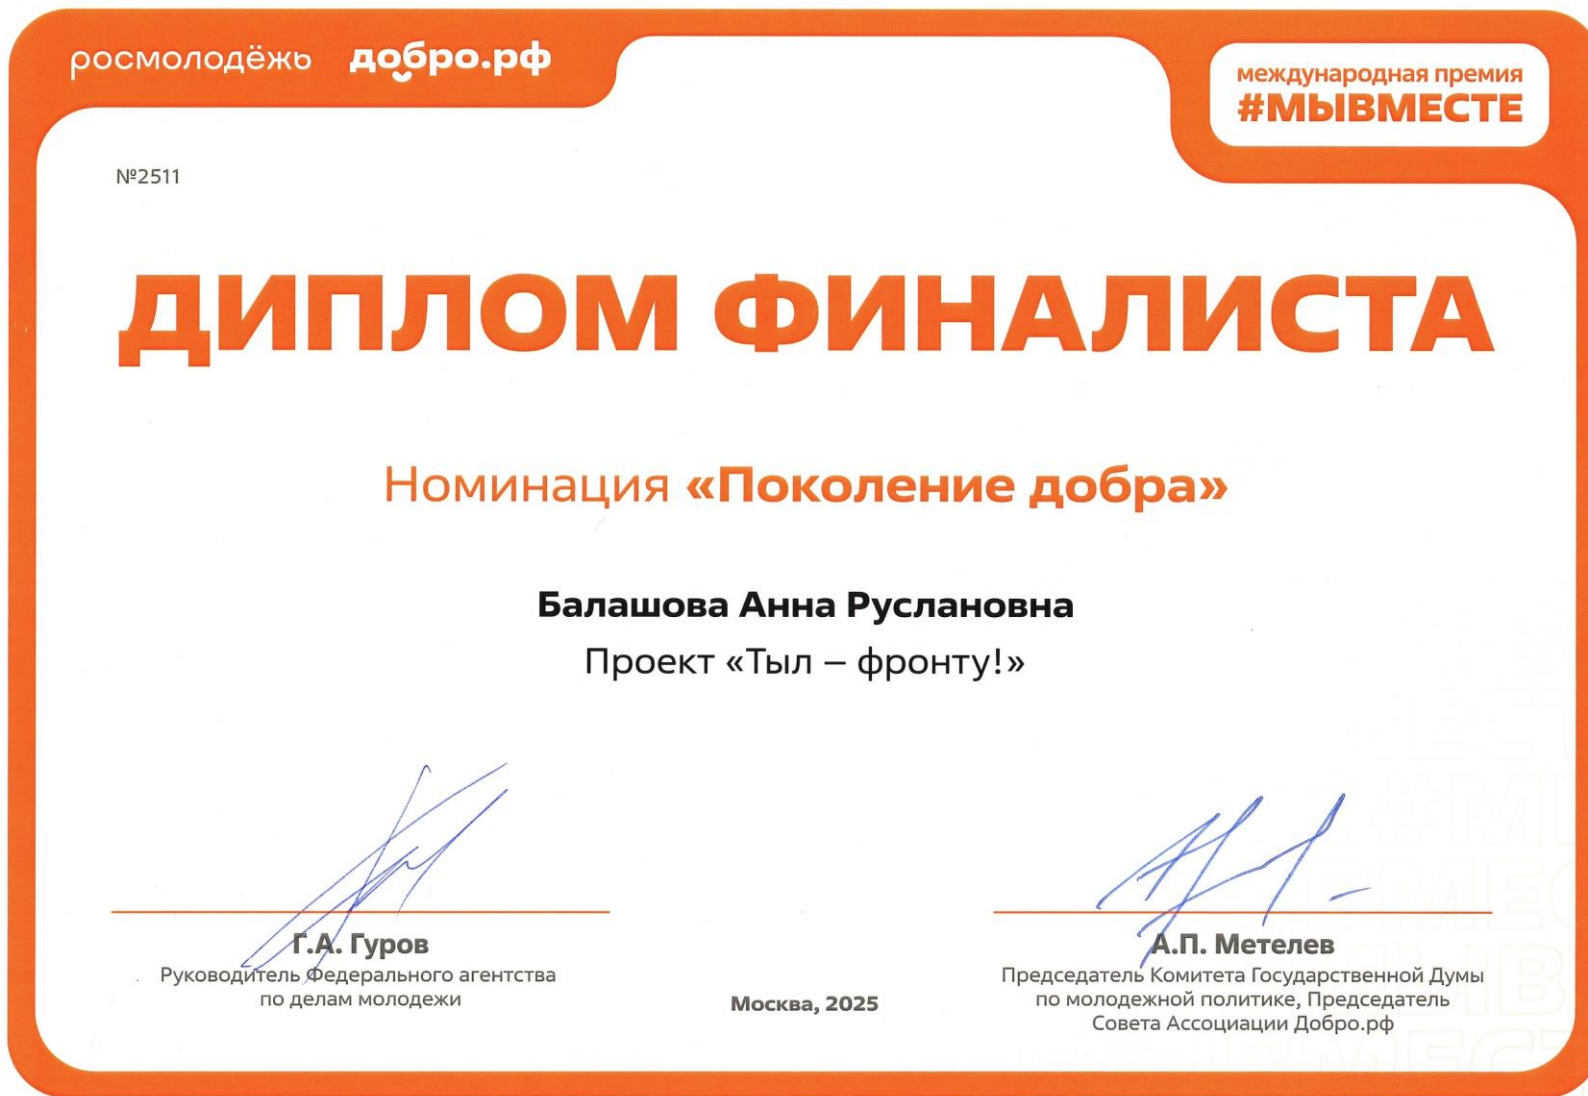 росмолодёжь добро.рф
международная премия
#МЫВМЕСТЕ
№2511
ДИПЛОМ ФИНАЛИСТА
Номинация «Поколение добра»
Балашова Анна Руслановна
Проект «Тыл – фронту!»
Г.А. Гуров
Руководитель Федерального агентства
по делам молодежи
Москва, 2025
А.П. Метелев
Председатель Комитета Государственной Думы
по молодежной политике, Председатель
Совета Ассоциации Добро.рф